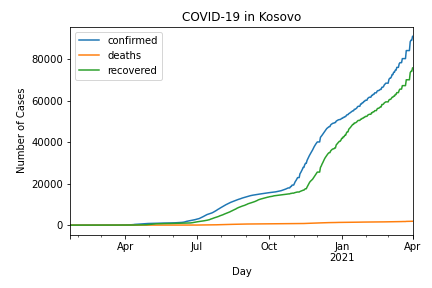 COVID-19 in Kosovo
confirmed
deaths
recovered
Number of Cases
80000
60000
40000
20000
0
Apr
Jul
Oct
Jan
2021
Apr
Day